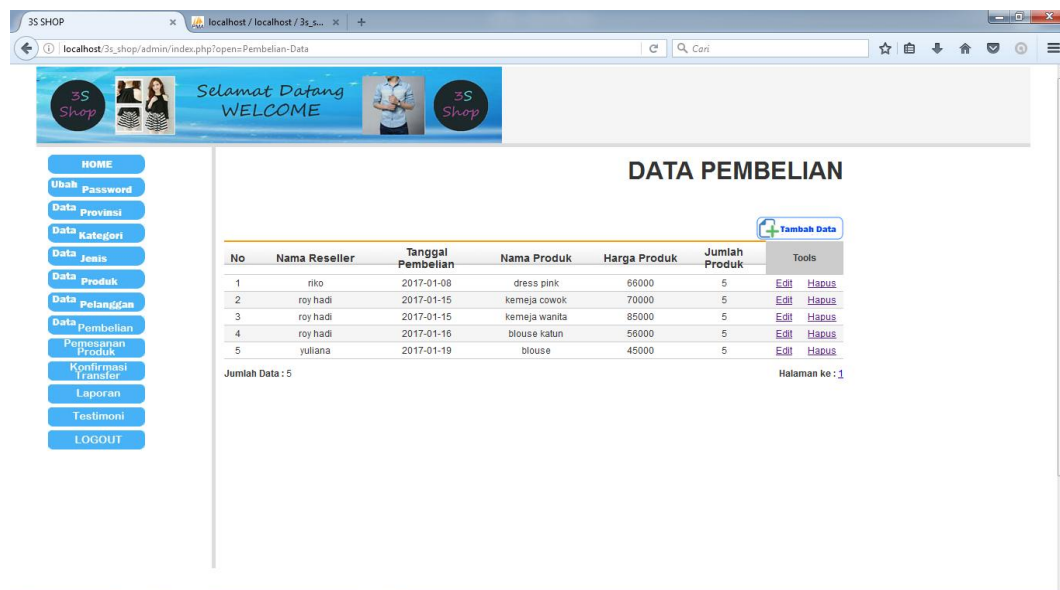 3S SHOP
localhost / localhost / 3s_s...
localhost/3s_shop/admin/index.php?open=Pembelian-Data
Cari
3S Shop
Selamat Datang
WELCOME
3S Shop
HOME
Ubah Password
Data Provinsi
Data Kategori
Data Jenis
Data Produk
Data Pelanggan
Data Pembelian
Pemesanan Produk
Konfirmasi Transfer
Laporan
Testimoni
LOGOUT
DATA PEMBELIAN
Tambah Data
No Nama Reseller Tanggal Pembelian Nama Produk Harga Produk Jumlah Produk Tools
1 riko 2017-01-08 dress pink 66000 5 Edit Hapus
2 roy hadi 2017-01-15 kemeja cowok 70000 5 Edit Hapus
3 roy hadi 2017-01-15 kemeja wanita 85000 5 Edit Hapus
4 roy hadi 2017-01-16 blouse katun 56000 5 Edit Hapus
5 yuliana 2017-01-19 blouse 45000 5 Edit Hapus
Jumlah Data : 5 Halaman ke : 1